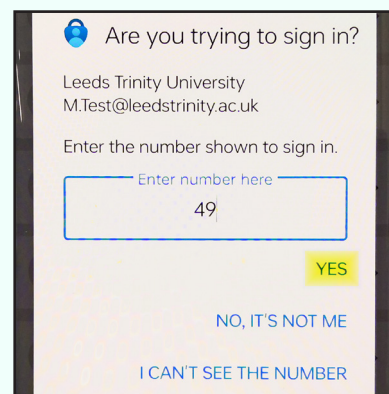 Are you trying to sign in?
Leeds Trinity University
M.Test@leedstrinity.ac.uk
Enter the number shown to sign in.
Enter number here
49
YES
NO, IT'S NOT ME
I CAN'T SEE THE NUMBER